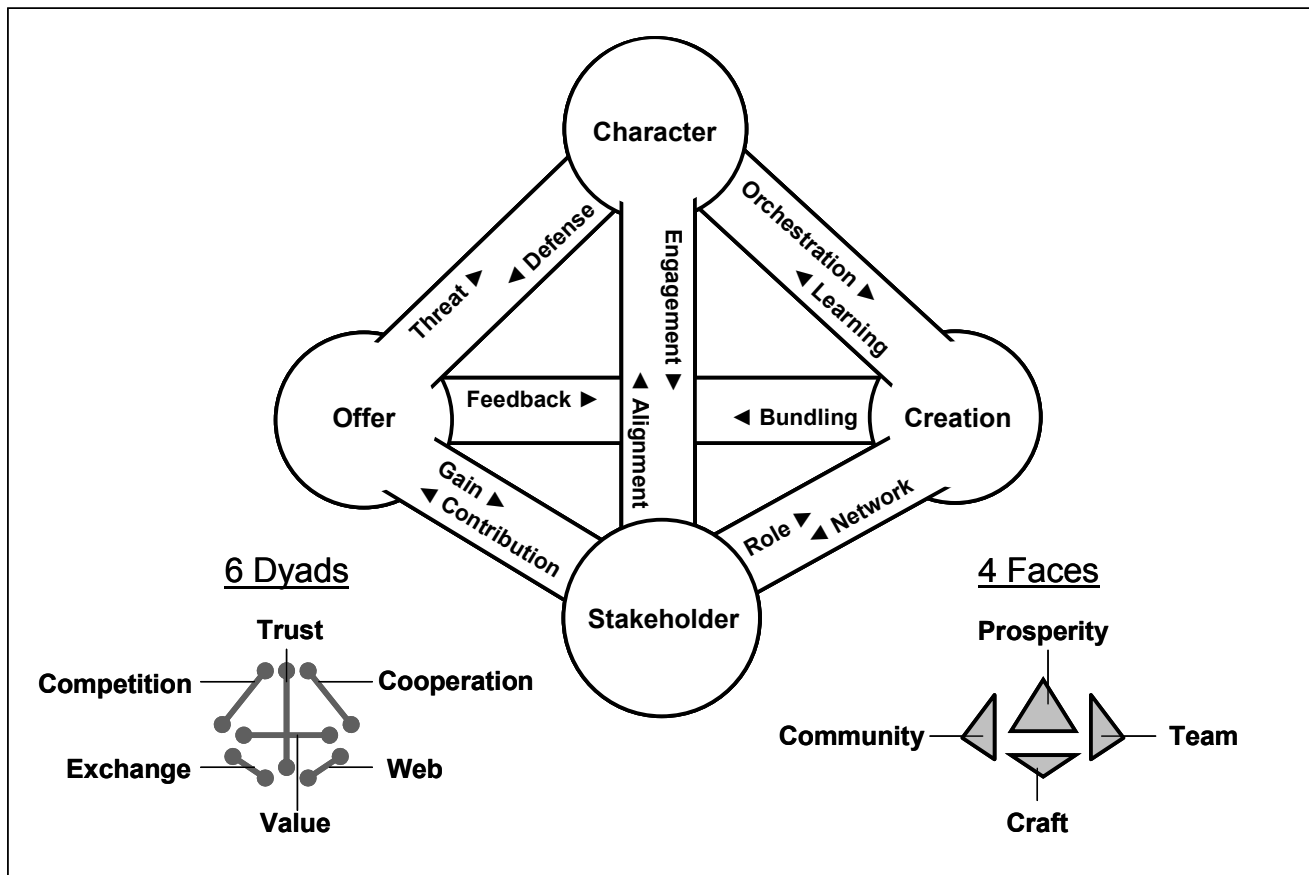 Character
Orchestration ►
◄ Learning
◄ Defense
Threat ►
Engagement ►
◄ Alignment
Feedback ►
◄ Bundling
Offer
Creation
Gain ►
◄ Contribution
Role ►
◄ Network
Stakeholder
6 Dyads
Trust
Competition
Cooperation
Exchange
Web
Value
4 Faces
Prosperity
Community
Team
Craft